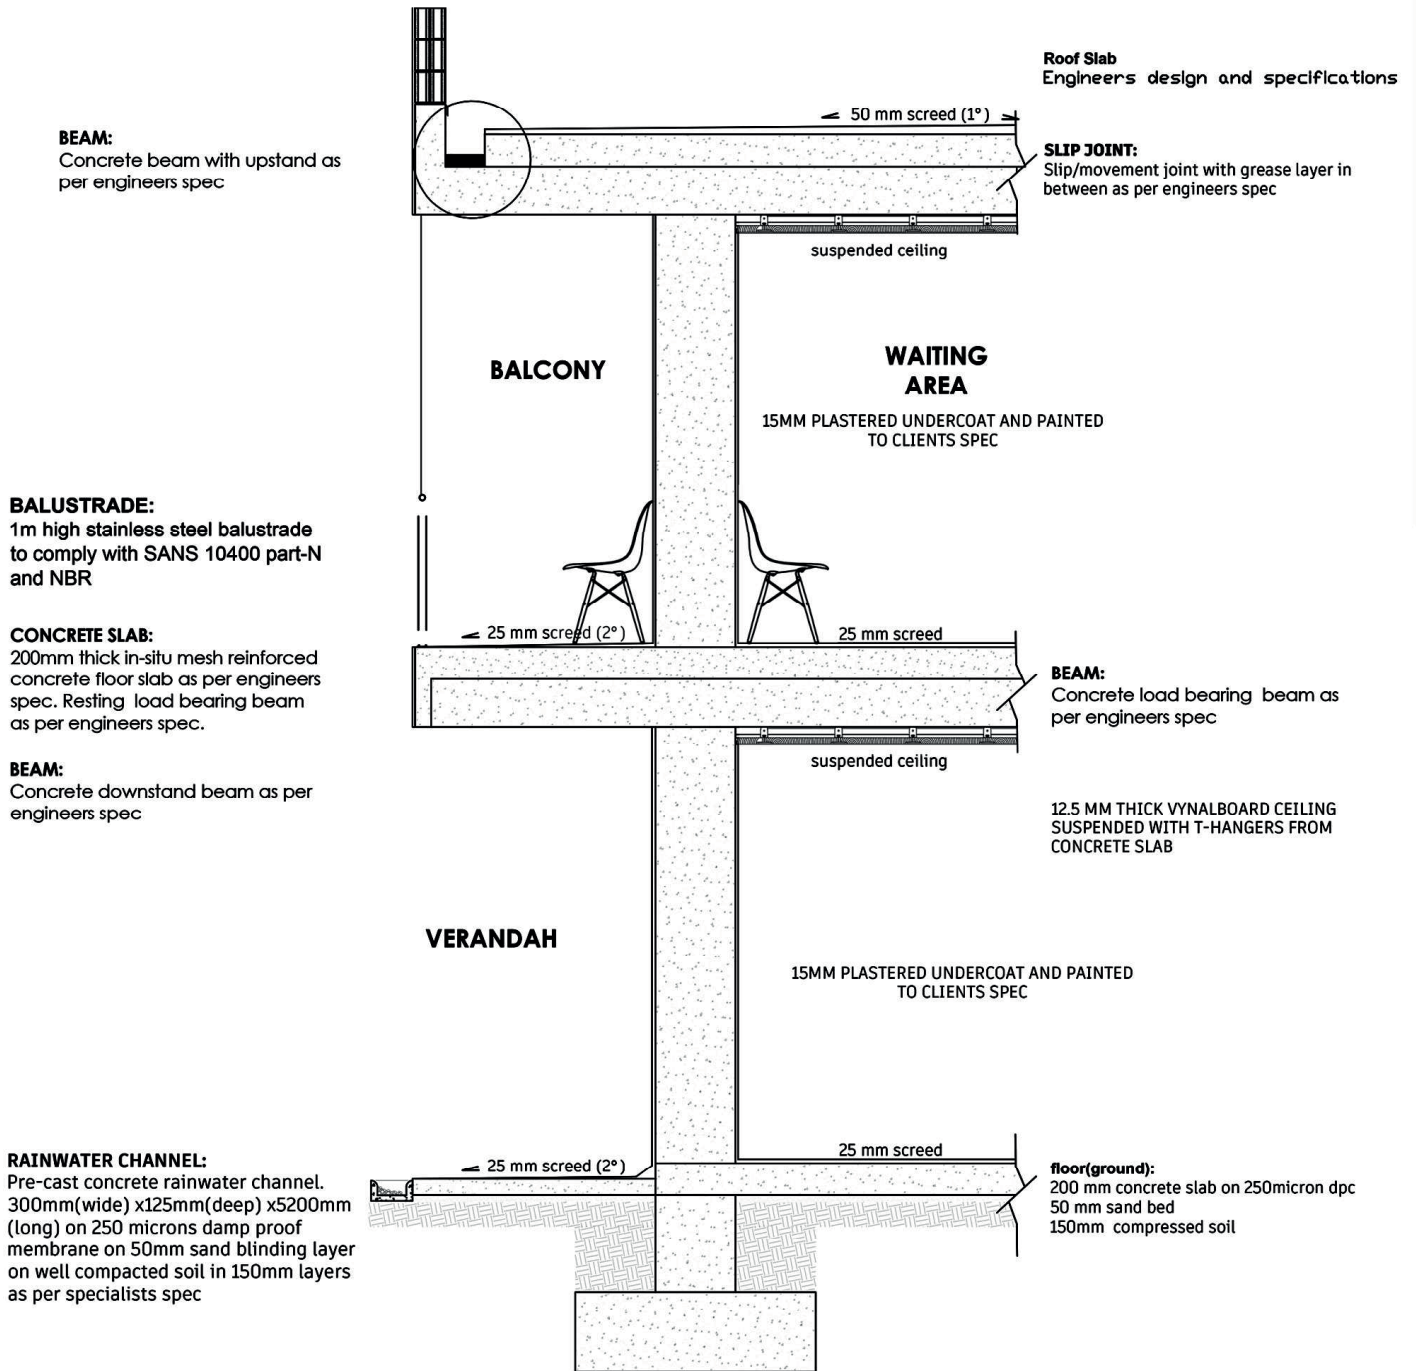 Roof Slab
Engineers design and specifications
50 mm screed (1°)
BEAM:
Concrete beam with upstand as
per engineers spec
SLIP JOINT:
Slip/movement joint with grease layer in
between as per engineers spec
suspended ceiling
BALCONY
WAITING
AREA
15MM PLASTERED UNDERCOAT AND PAINTED
TO CLIENTS SPEC
BALUSTRADE:
1m high stainless steel balustrade
to comply with SANS 10400 part-N
and NBR
25 mm screed (2°)
25 mm screed
CONCRETE SLAB:
200mm thick in-situ mesh reinforced
concrete floor slab as per engineers
spec. Resting load bearing beam
as per engineers spec.
BEAM:
Concrete load bearing beam as
per engineers spec
BEAM:
Concrete downstand beam as per
engineers spec
suspended ceiling
12.5 MM THICK VYNALBOARD CEILING
SUSPENDED WITH T-HANGERS FROM
CONCRETE SLAB
VERANDAH
15MM PLASTERED UNDERCOAT AND PAINTED
TO CLIENTS SPEC
25 mm screed (2°)
25 mm screed
RAINWATER CHANNEL:
Pre-cast concrete rainwater channel.
300mm(wide) x125mm(deep) x5200mm
(long) on 250 microns damp proof
membrane on 50mm sand blinding layer
on well compacted soil in 150mm layers
as per specialists spec
floor(ground):
200 mm concrete slab on 250micron dpc
50 mm sand bed
150mm compressed soil